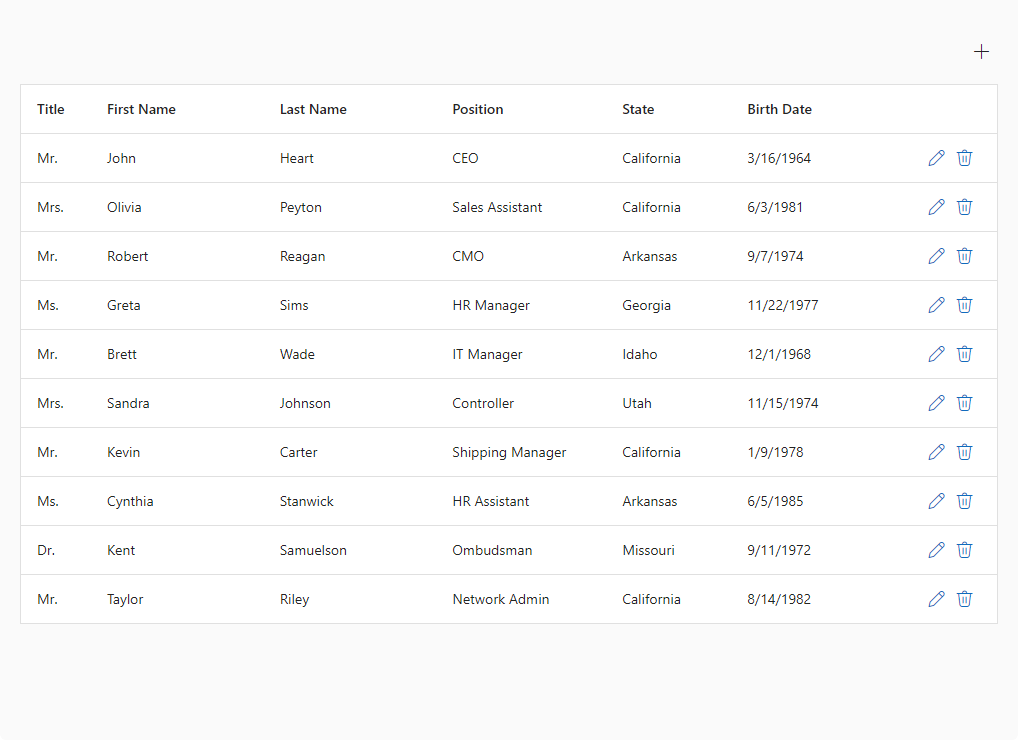 Title First Name Last Name Position State Birth Date
Mr. John Heart CEO California 3/16/1964
Mrs. Olivia Peyton Sales Assistant California 6/3/1981
Mr. Robert Reagan CMO Arkansas 9/7/1974
Ms. Greta Sims HR Manager Georgia 11/22/1977
Mr. Brett Wade IT Manager Idaho 12/1/1968
Mrs. Sandra Johnson Controller Utah 11/15/1974
Mr. Kevin Carter Shipping Manager California 1/9/1978
Ms. Cynthia Stanwick HR Assistant Arkansas 6/5/1985
Dr. Kent Samuelson Ombudsman Missouri 9/11/1972
Mr. Taylor Riley Network Admin California 8/14/1982